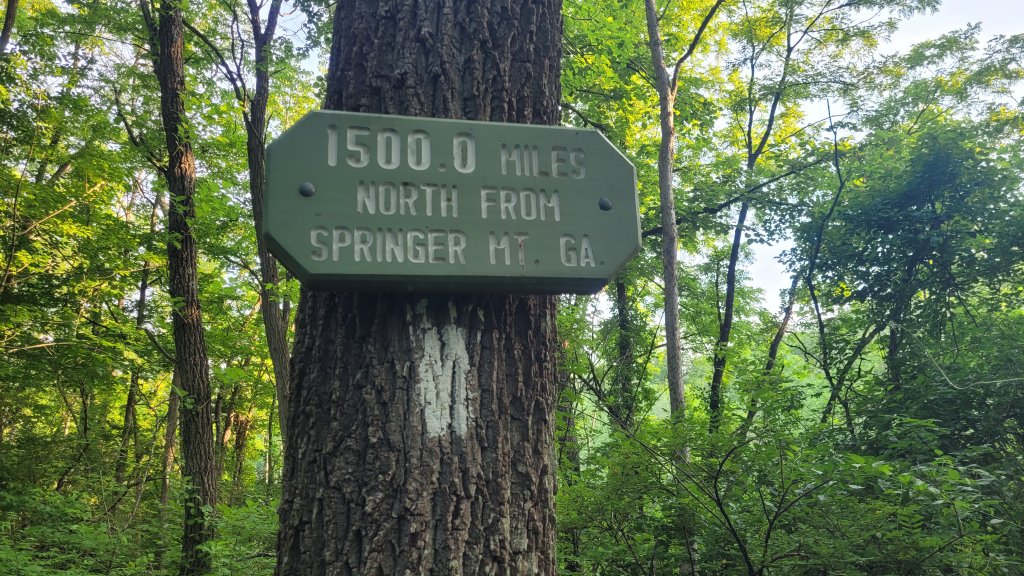 1500.0 MILES
NORTH FROM
SPRINGER MT. GA.